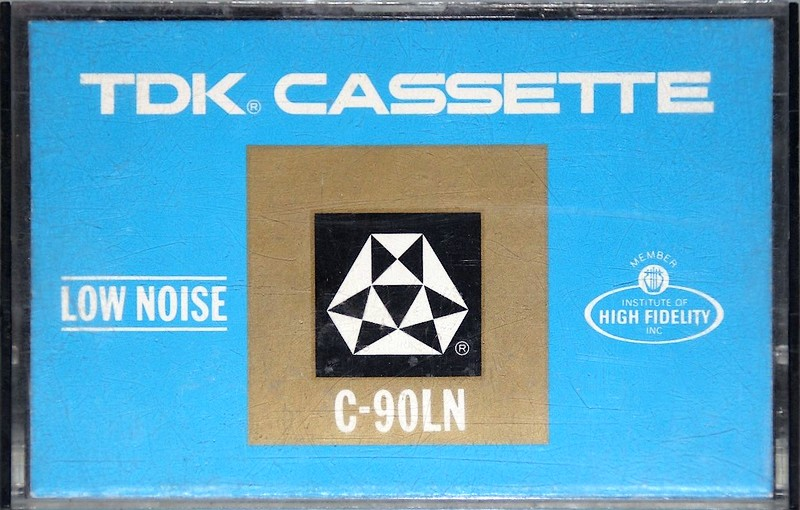 TDK® CASSETTE
LOW NOISE
®
C-90LN
MEMBER
INSTITUTE OF
HIGH FIDELITY
INC